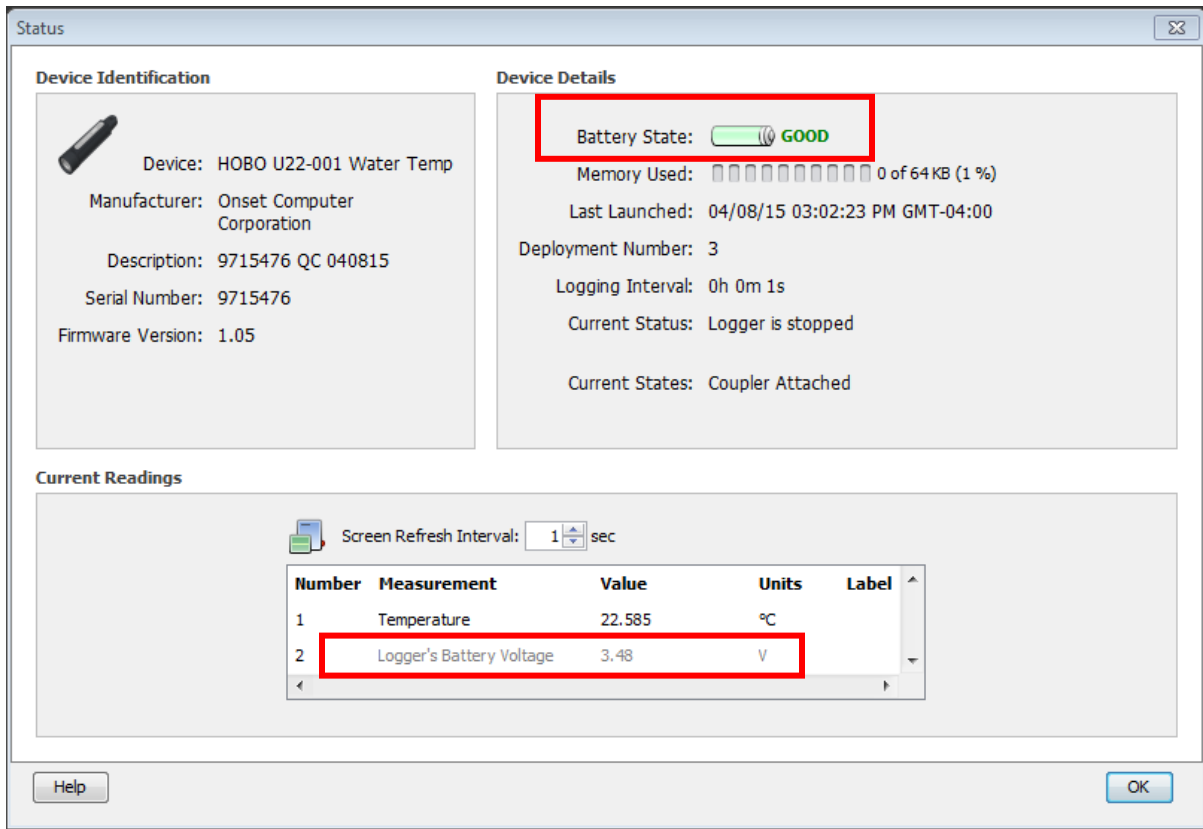 Status
Device Identification
Device: HOBO U22-001 Water Temp
Manufacturer: Onset Computer
Corporation
Description: 9715476 QC 040815
Serial Number: 9715476
Firmware Version: 1.05
Device Details
Battery State: GOOD
Memory Used: 0 of 64 KB (1 %)
Last Launched: 04/08/15 03:02:23 PM GMT-04:00
Deployment Number: 3
Logging Interval: 0h 0m 1s
Current Status: Logger is stopped
Current States: Coupler Attached
Current Readings
Screen Refresh Interval: 1 sec
Number Measurement Value Units Label
1 Temperature 22.585 °C
2 Logger's Battery Voltage 3.48 V
Help OK